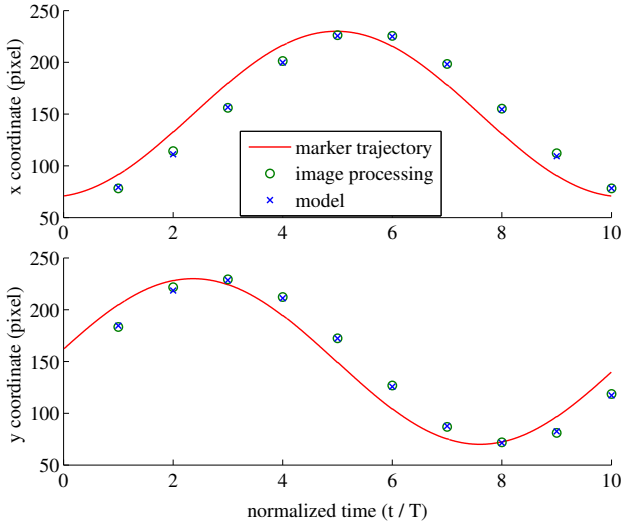 250
200
150
100
50
x coordinate (pixel)
marker trajectory
image processing
model
0 2 4 6 8 10
250
200
150
100
50
y coordinate (pixel)
0 2 4 6 8 10
normalized time (t / T)